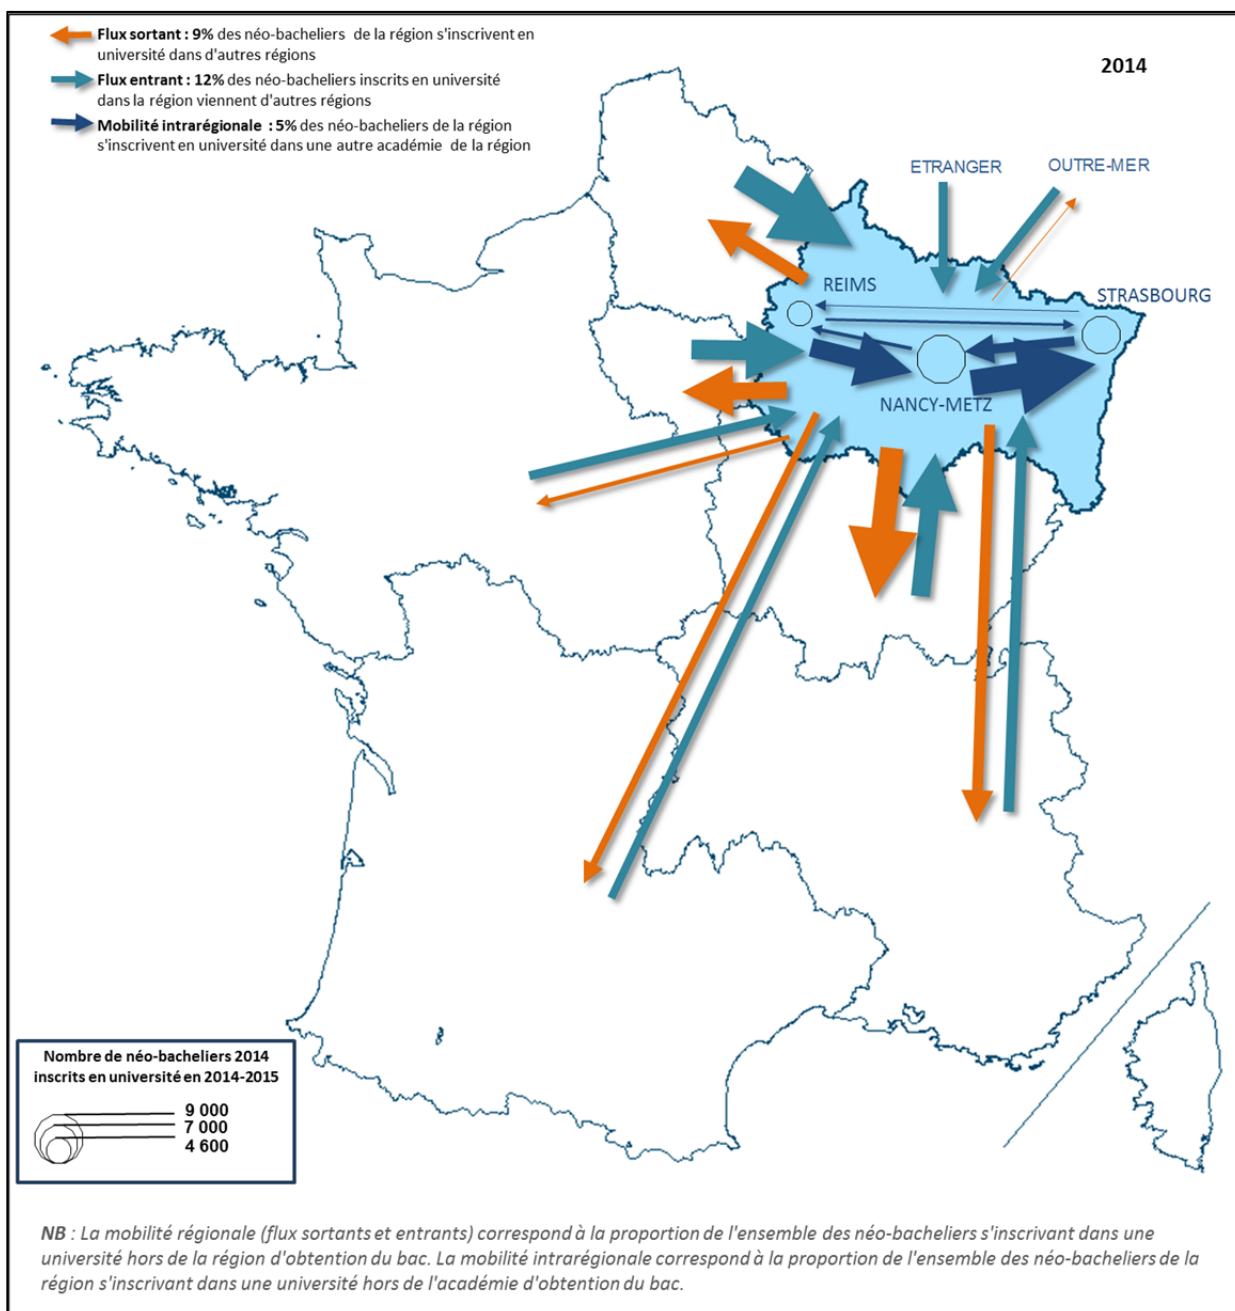 Flux sortant : 9% des néo-bacheliers de la région s'inscrivent en
université dans d'autres régions
Flux entrant : 12% des néo-bacheliers inscrits en université
dans la région viennent d'autres régions
Mobilité intrarégionale : 5% des néo-bacheliers de la région
s'inscrivent en université dans une autre académie de la région
2014
ETRANGER
OUTRE-MER
REIMS
STRASBOURG
NANCY-METZ
Nombre de néo-bacheliers 2014
inscrits en université en 2014-2015
9 000
7 000
4 600
NB : La mobilité régionale (flux sortants et entrants) correspond à la proportion de l'ensemble des néo-bacheliers s'inscrivant dans une
université hors de la région d'obtention du bac. La mobilité intrarégionale correspond à la proportion de l'ensemble des néo-bacheliers de la
région s'inscrivant dans une université hors de l'académie d'obtention du bac.